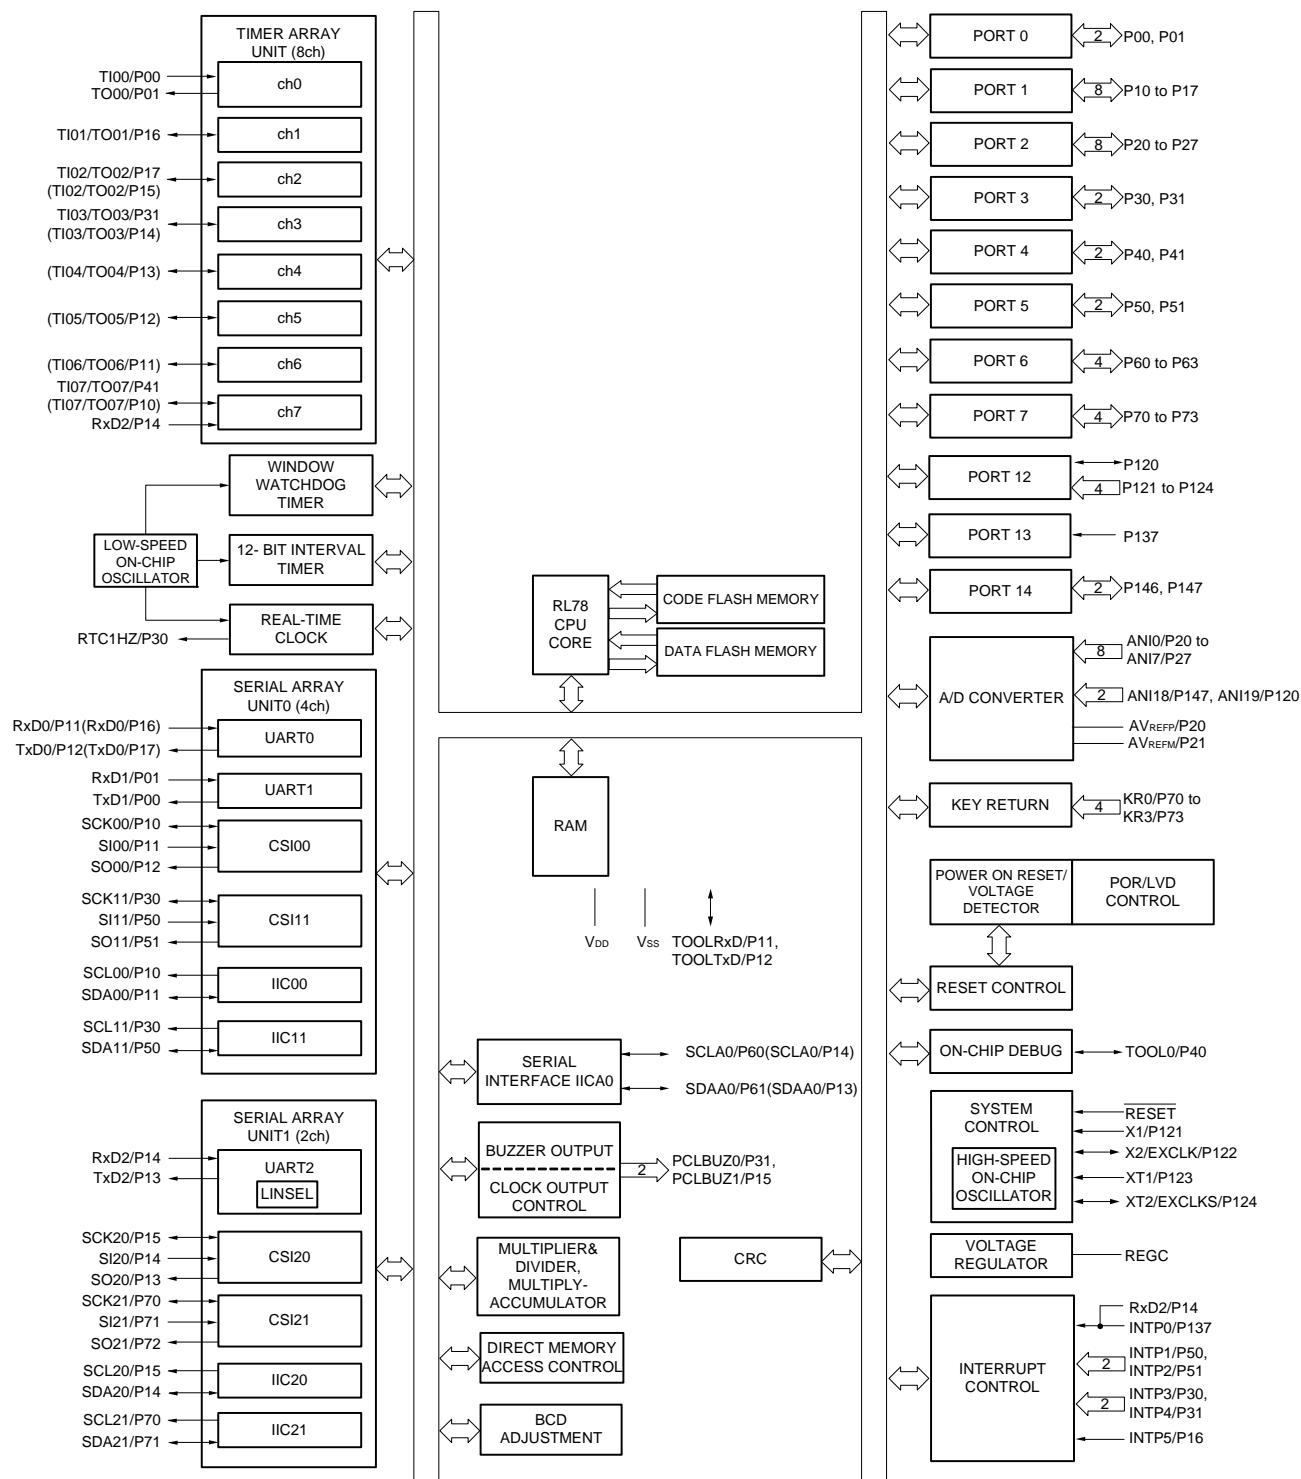 TIMER ARRAY
UNIT (8ch)
TI00/P00
TO00/P01
ch0
TI01/TO01/P16
ch1
TI02/TO02/P17
(TI02/TO02/P15)
ch2
TI03/TO03/P31
(TI03/TO03/P14)
ch3
(TI04/TO04/P13)
ch4
(TI05/TO05/P12)
ch5
(TI06/TO06/P11)
ch6
TI07/TO07/P41
(TI07/TO07/P10)
RxD2/P14
ch7
WINDOW
WATCHDOG
TIMER
LOW-SPEED
ON-CHIP
OSCILLATOR
12- BIT INTERVAL
TIMER
REAL-TIME
CLOCK
RTC1HZ/P30
SERIAL ARRAY
UNIT0 (4ch)
RxD0/P11(RxD0/P16)
TxD0/P12(TxD0/P17)
UART0
RxD1/P01
TxD1/P00
UART1
SCK00/P10
SI00/P11
SO00/P12
CSI00
SCK11/P30
SI11/P50
SO11/P51
CSI11
SCL00/P10
SDA00/P11
IIC00
SCL11/P30
SDA11/P50
IIC11
SERIAL ARRAY
UNIT1 (2ch)
RxD2/P14
TxD2/P13
UART2
LINSEL
SCK20/P15
SI20/P14
SO20/P13
CSI20
SCK21/P70
SI21/P71
SO21/P72
CSI21
SCL20/P15
SDA20/P14
IIC20
SCL21/P70
SDA21/P71
IIC21
RL78
CPU
CORE
CODE FLASH MEMORY
DATA FLASH MEMORY
RAM
VDD
VSS
TOOLRxD/P11,
TOOLTxD/P12
SERIAL
INTERFACE IICA0
SCLA0/P60(SCLA0/P14)
SDAA0/P61(SDAA0/P13)
BUZZER OUTPUT
CLOCK OUTPUT
CONTROL
2
PCLBUZ0/P31,
PCLBUZ1/P15
MULTIPLIER&
DIVIDER,
MULTIPLY-
ACCUMULATOR
CRC
DIRECT MEMORY
ACCESS CONTROL
BCD
ADJUSTMENT
PORT 0
2
P00, P01
PORT 1
8
P10 to P17
PORT 2
8
P20 to P27
PORT 3
2
P30, P31
PORT 4
2
P40, P41
PORT 5
2
P50, P51
PORT 6
4
P60 to P63
PORT 7
4
P70 to P73
PORT 12
P120
4
P121 to P124
PORT 13
P137
PORT 14
2
P146, P147
A/D CONVERTER
8
ANI0/P20 to
ANI7/P27
2
ANI18/P147, ANI19/P120
AVREFP/P20
AVREFM/P21
KEY RETURN
4
KR0/P70 to
KR3/P73
POWER ON RESET/
VOLTAGE
DETECTOR
POR/LVD
CONTROL
RESET CONTROL
ON-CHIP DEBUG
TOOL0/P40
SYSTEM
CONTROL
HIGH-SPEED
ON-CHIP
OSCILLATOR
RESET
X1/P121
X2/EXCLK/P122
XT1/P123
XT2/EXCLKS/P124
VOLTAGE
REGULATOR
REGC
INTERRUPT
CONTROL
RxD2/P14
INTP0/P137
2
INTP1/P50,
INTP2/P51
2
INTP3/P30,
INTP4/P31
INTP5/P16